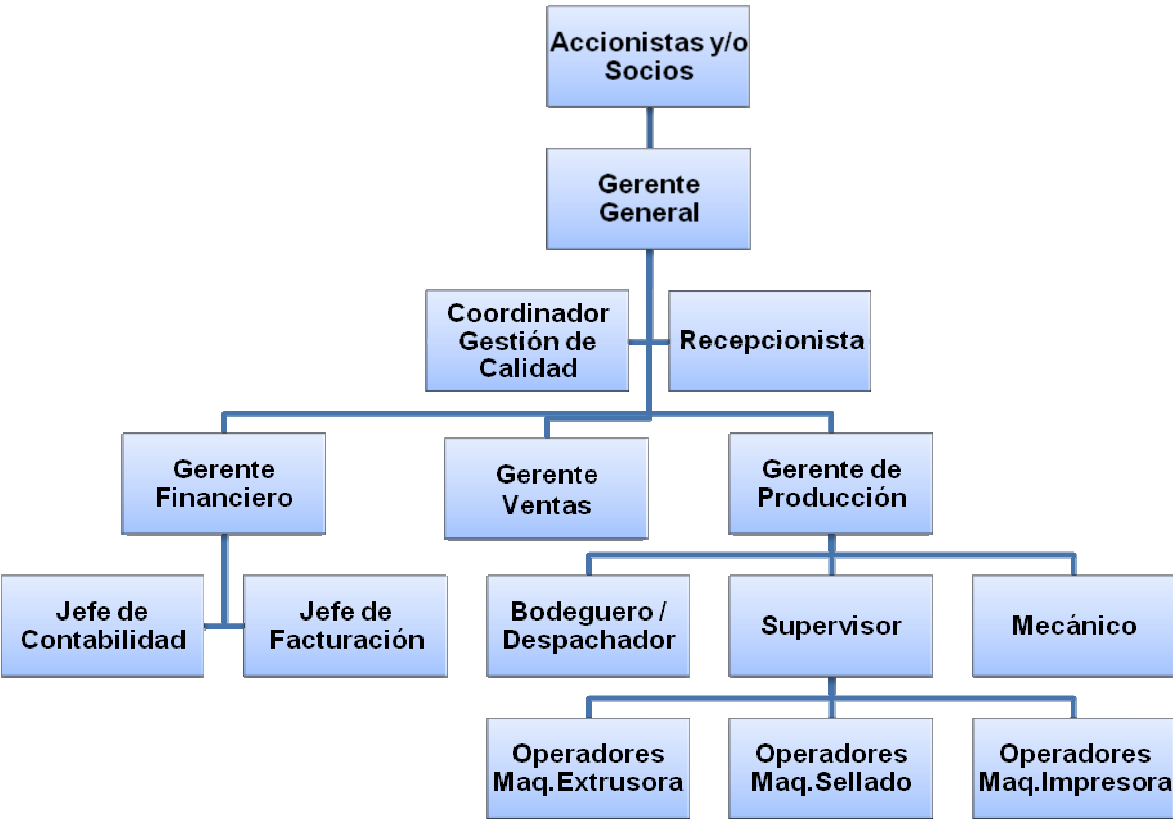 Accionistas y/o
Socios
Gerente
General
Coordinador
Gestión de
Calidad
Recepcionista
Gerente
Financiero
Gerente
Ventas
Gerente de
Producción
Jefe de
Contabilidad
Jefe de
Facturación
Bodeguero /
Despachador
Supervisor
Mecánico
Operadores
Maq.Extrusora
Operadores
Maq.Sellado
Operadores
Maq.Impresora